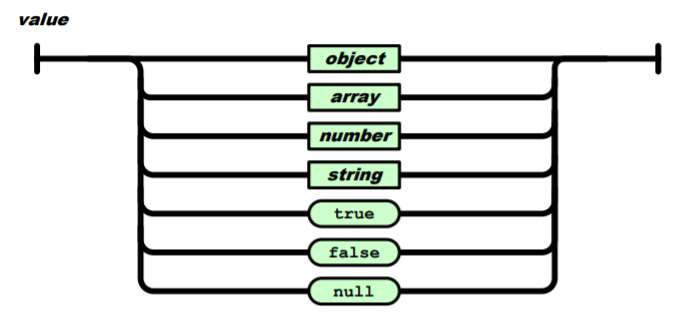 value
object
array
number
string
true
false
null